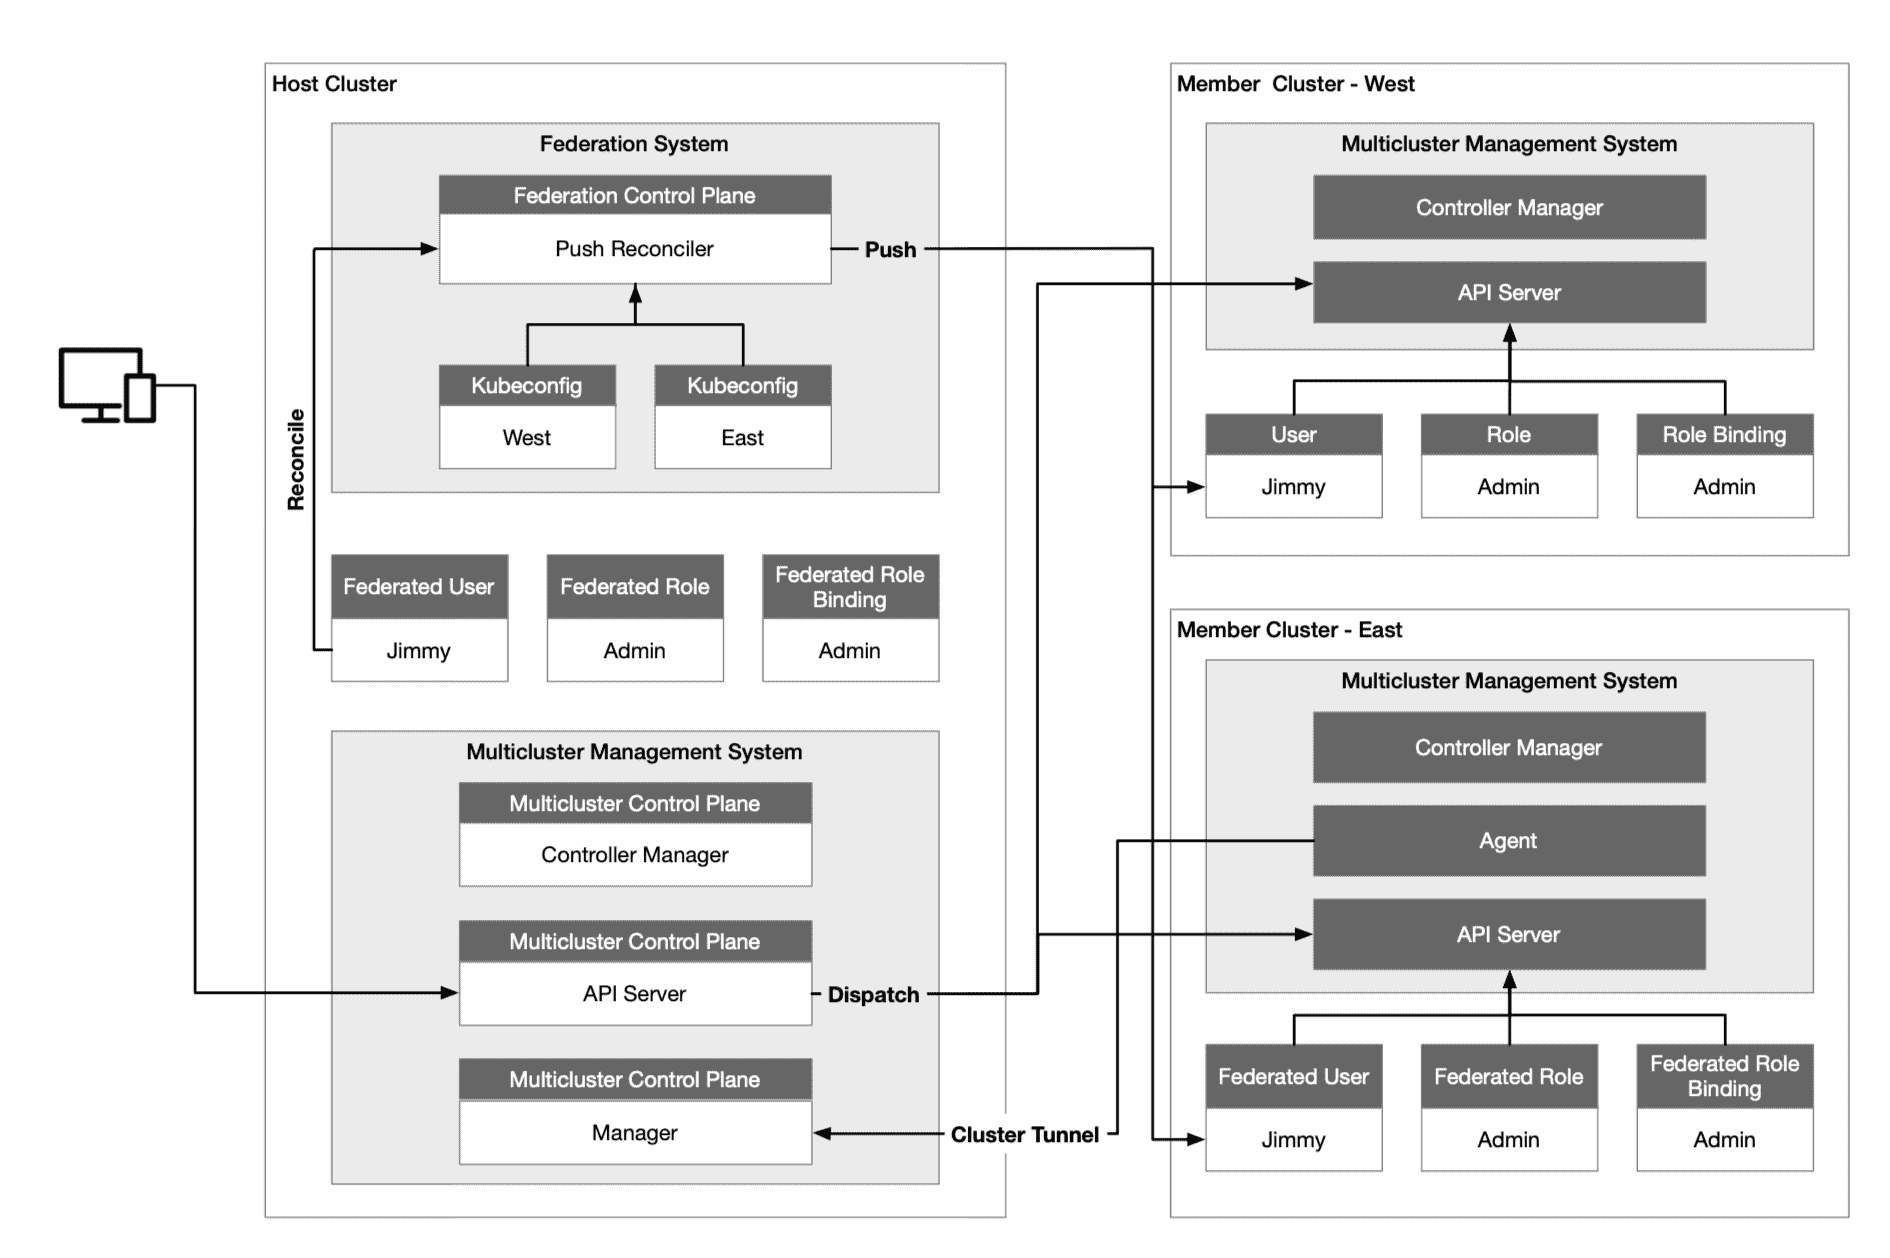 Host Cluster
Federation System
Federation Control Plane
Push Reconciler
Push
Kubeconfig
West
Kubeconfig
East
Reconcile
Federated User
Jimmy
Federated Role
Admin
Federated Role
Binding
Admin
Multicluster Management System
Multicluster Control Plane
Controller Manager
Multicluster Control Plane
API Server
Dispatch
Multicluster Control Plane
Manager
Cluster Tunnel
Member Cluster - West
Multicluster Management System
Controller Manager
API Server
User
Jimmy
Role
Admin
Role Binding
Admin
Member Cluster - East
Multicluster Management System
Controller Manager
Agent
API Server
Federated User
Jimmy
Federated Role
Admin
Federated Role
Binding
Admin